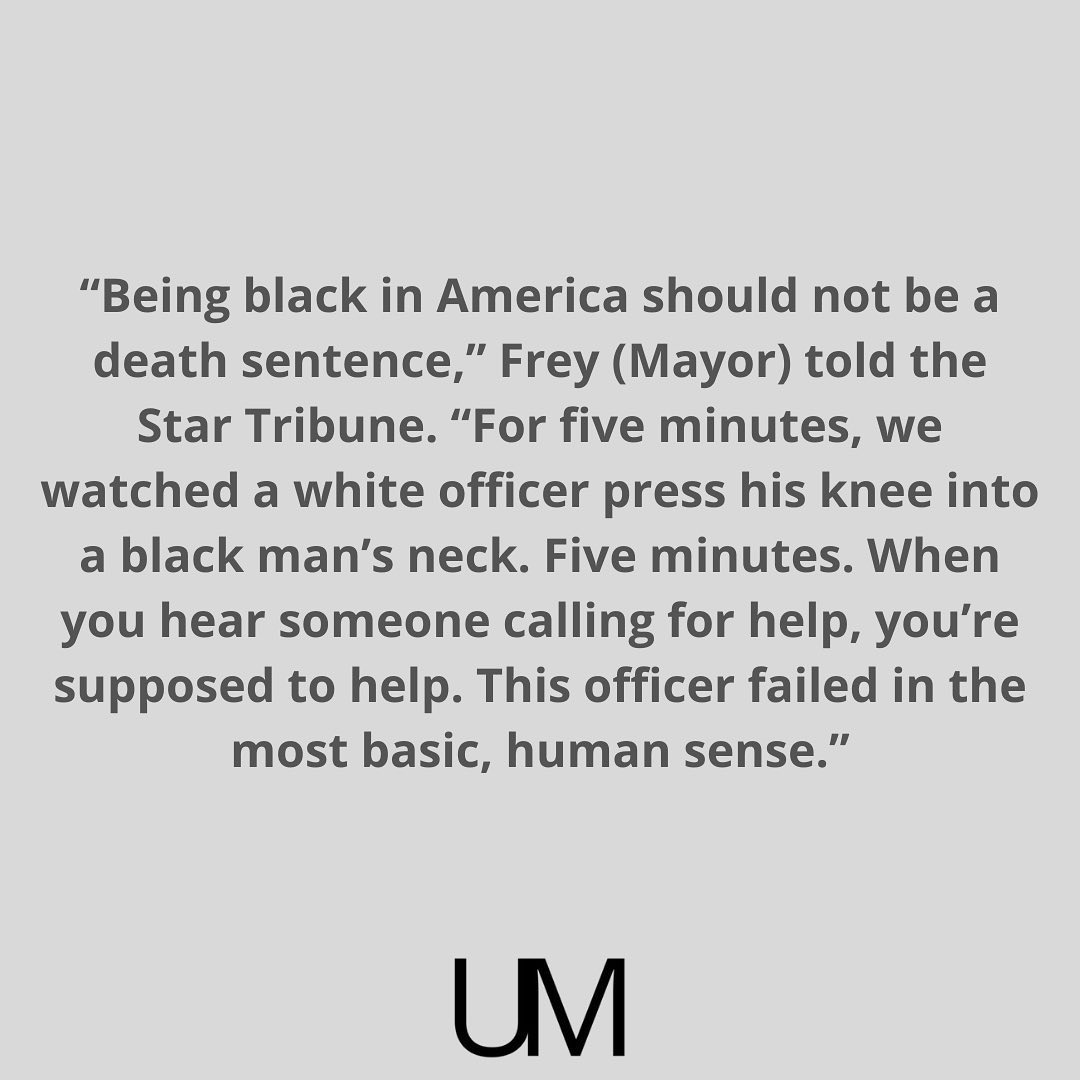 “Being black in America should not be a
death sentence,” Frey (Mayor) told the
Star Tribune. “For five minutes, we
watched a white officer press his knee into
a black man’s neck. Five minutes. When
you hear someone calling for help, you’re
supposed to help. This officer failed in the
most basic, human sense.”
UM